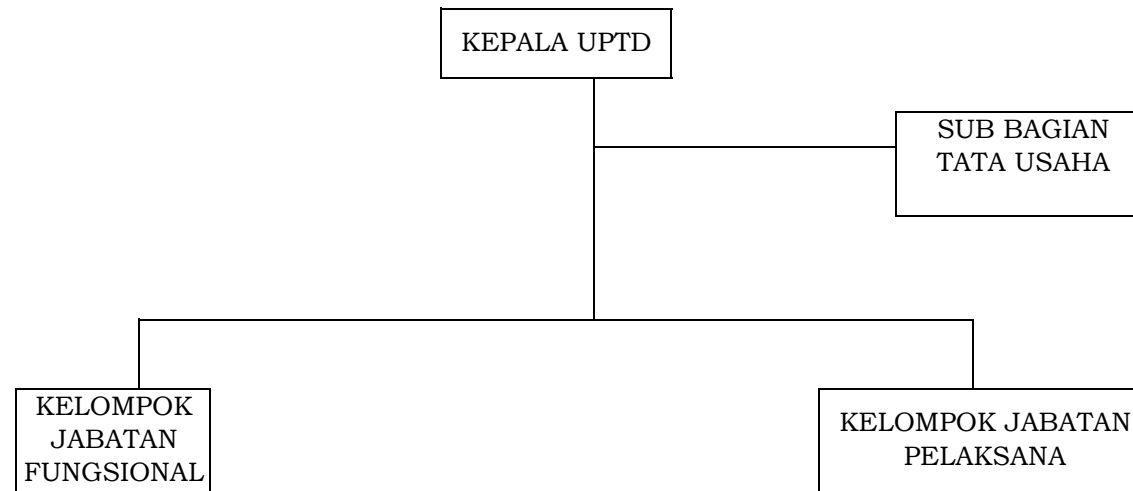 KEPALA UPTD
SUB BAGIAN
TATA USAHA
KELOMPOK
JABATAN
FUNGSIONAL
KELOMPOK JABATAN
PELAKSANA